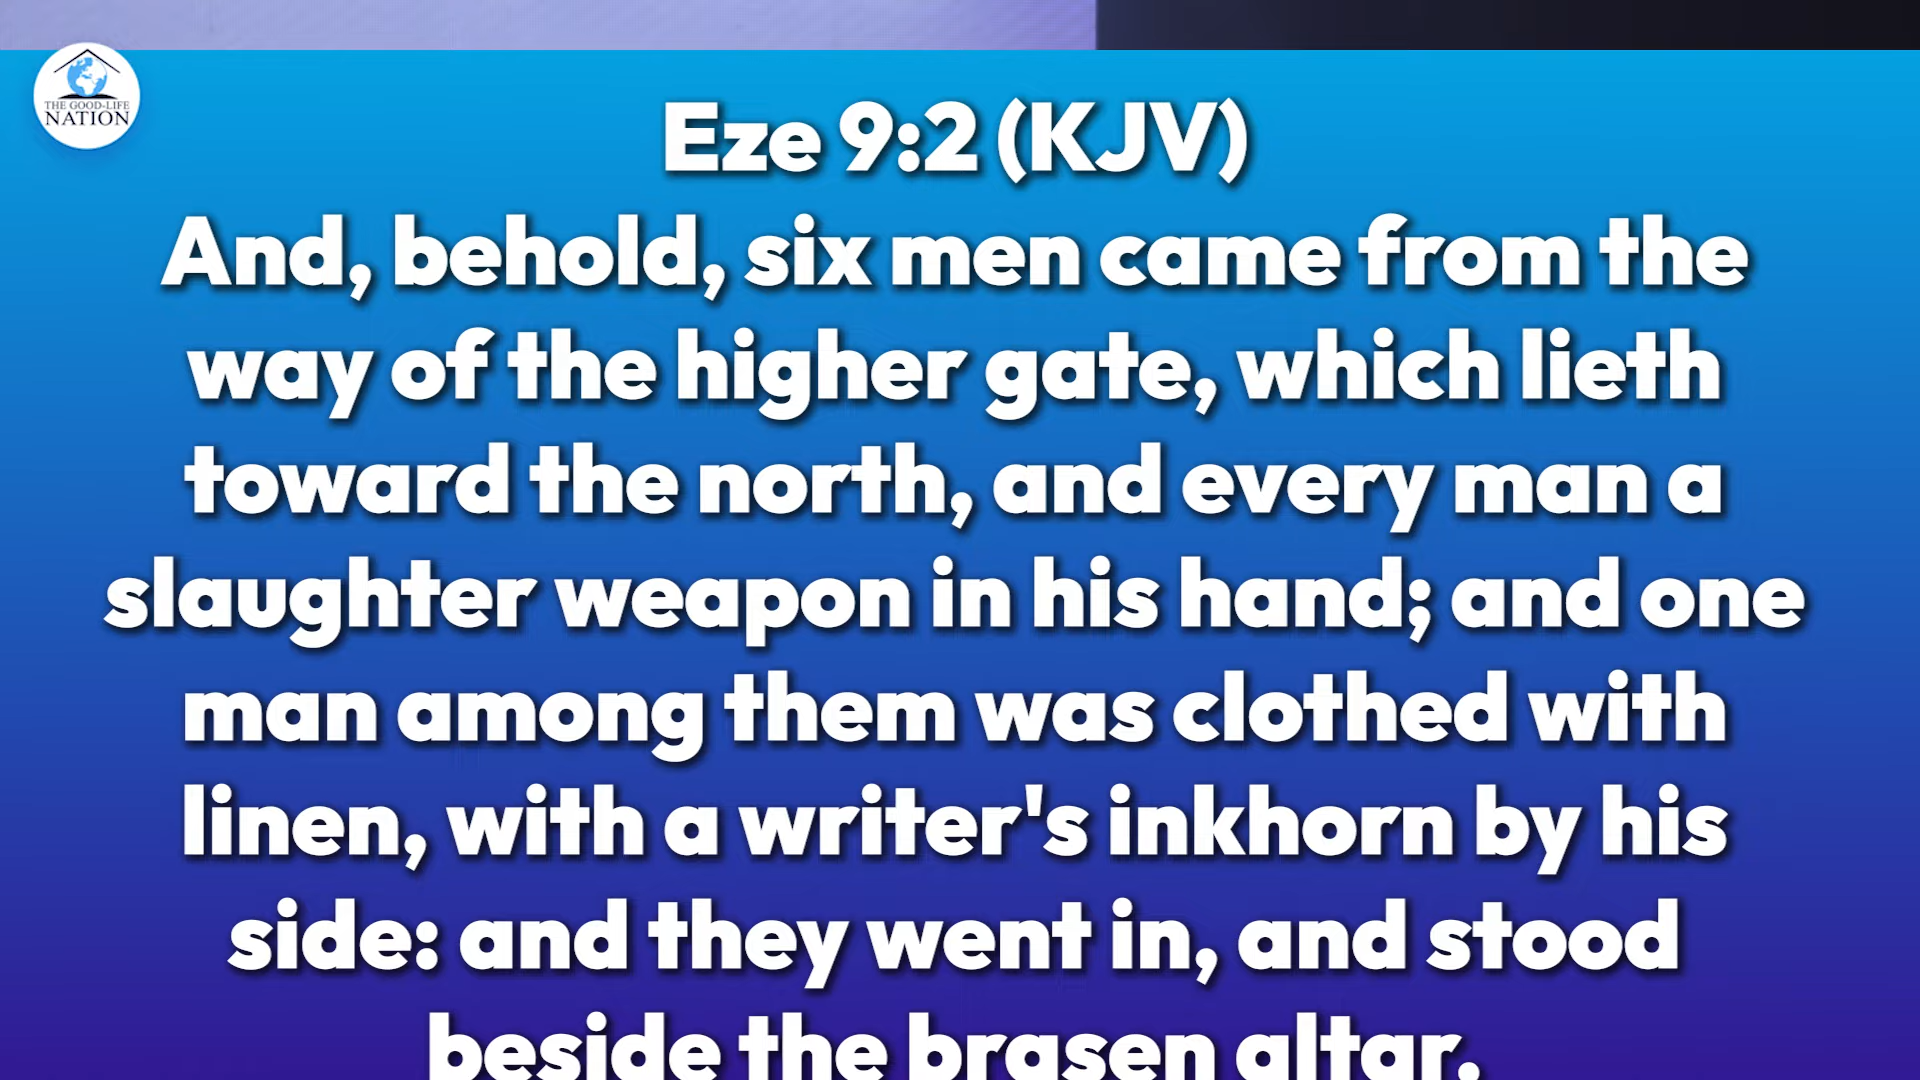 THE GOOD-LIFE
NATION
Eze 9:2 (KJV)
And, behold, six men came from the
way of the higher gate, which lieth
toward the north, and every man a
slaughter weapon in his hand; and one
man among them was clothed with
linen, with a writer's inkhorn by his
side: and they went in, and stood
beside the brasen altar.